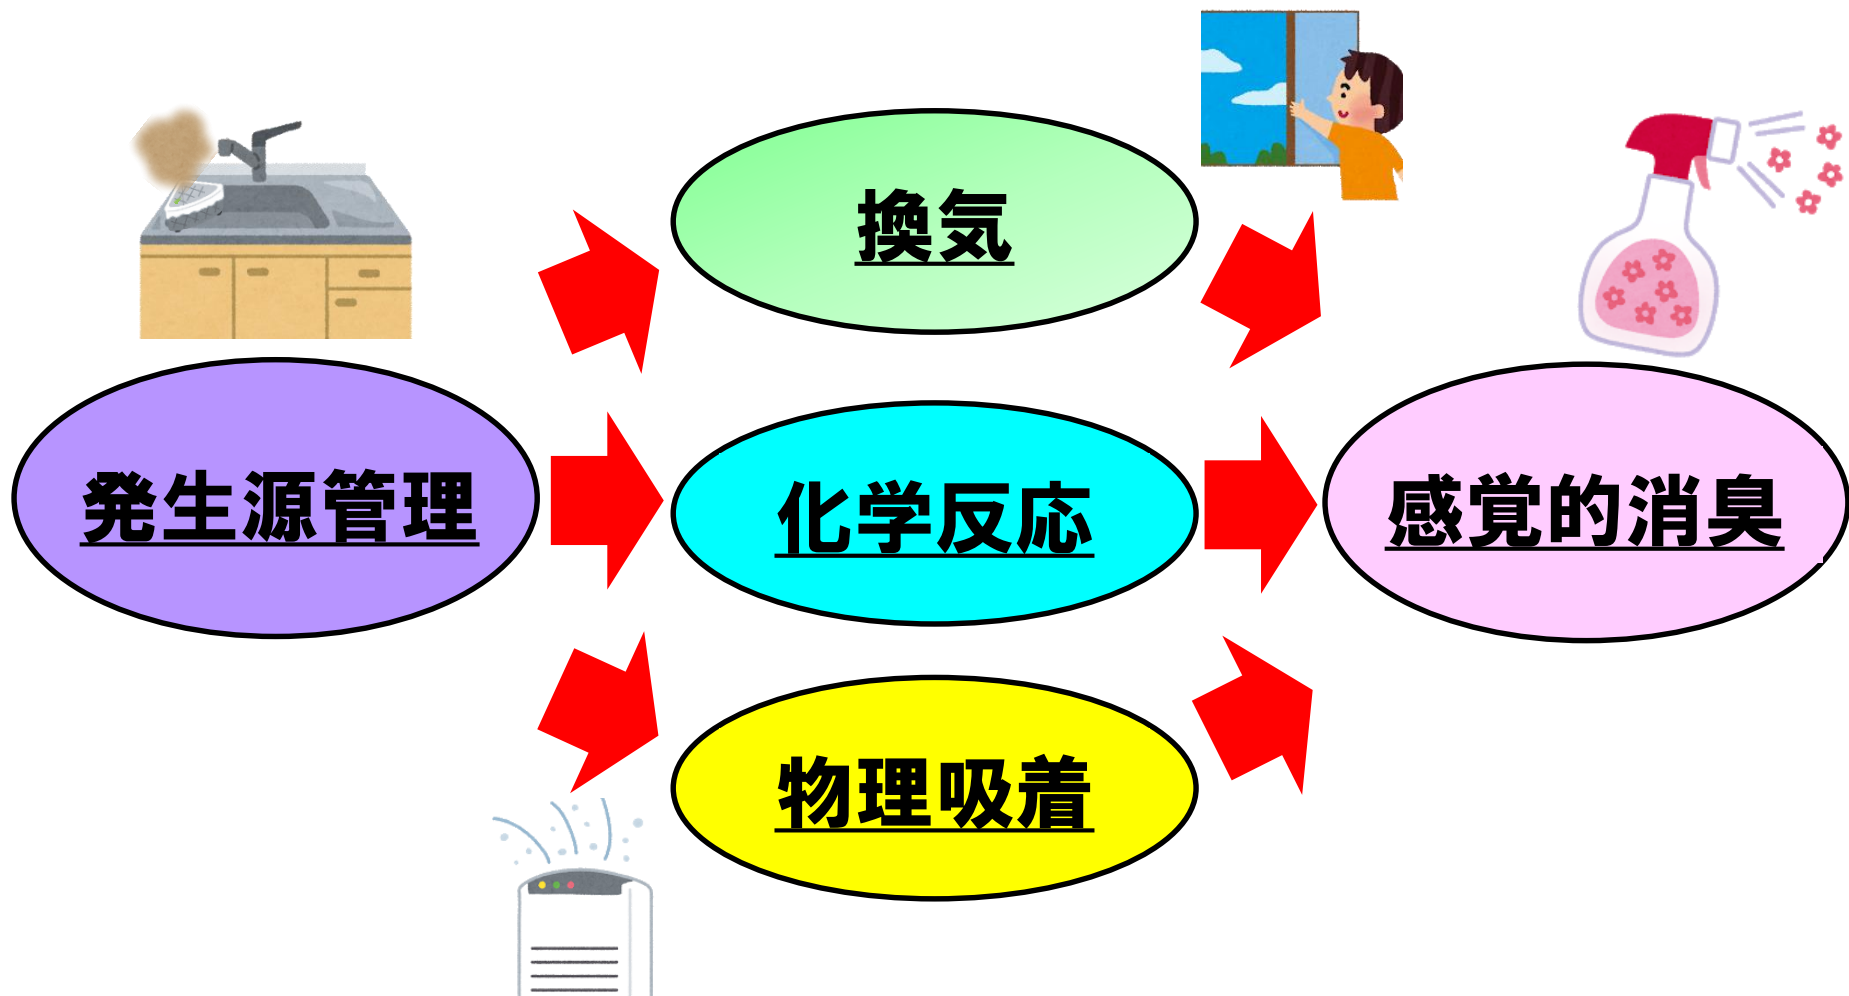 換気
発生源管理
化学反応
感覚的消臭
物理吸着